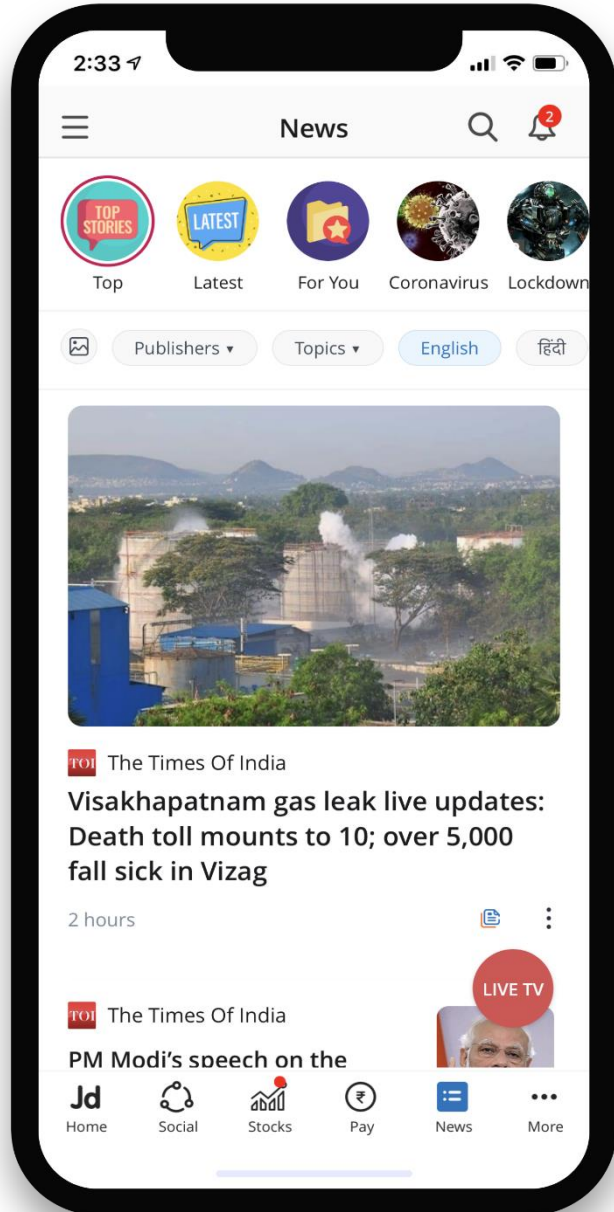 2:33
News
2
TOP
STORIES
LATEST
Top
Latest
For You
Coronavirus
Lockdown
Publishers
Topics
English
हिंदी
TOI The Times Of India
Visakhapatnam gas leak live updates:
Death toll mounts to 10; over 5,000
fall sick in Vizag
2 hours
LIVE TV
TOI The Times Of India
PM Modi's speech on the
Jd
Home
Social
Stocks
₹
Pay
News
More